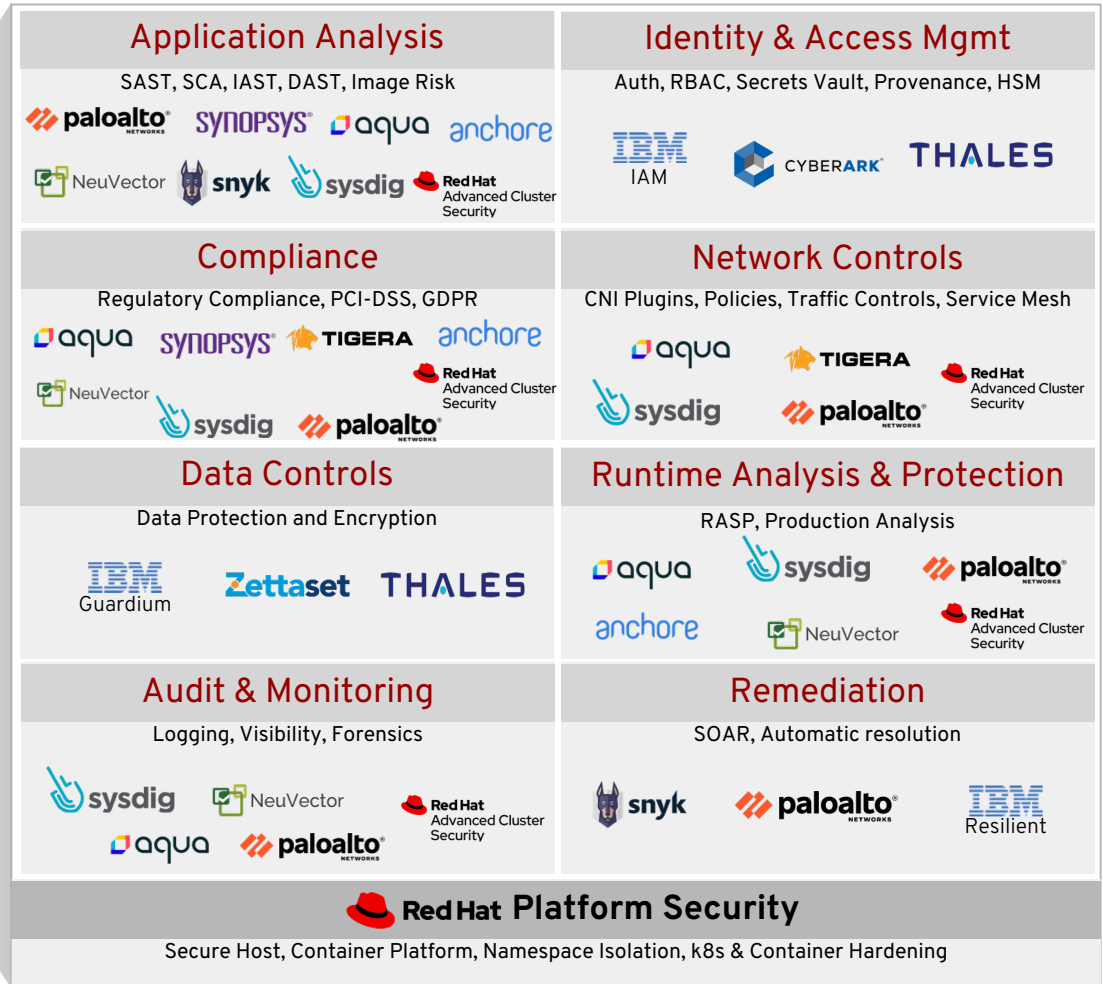 Application Analysis
SAST, SCA, IAST, DAST, Image Risk
paloalto®
NETWORKS
SYNOPSYS®
aqua
anchore
NeuVector
snyk
sysdig
Red Hat
Advanced Cluster
Security
Identity & Access Mgmt
Auth, RBAC, Secrets Vault, Provenance, HSM
IBM
IAM
CYBERARK®
THALES
Compliance
Regulatory Compliance, PCI-DSS, GDPR
aqua
SYNOPSYS®
TIGERA
anchore
NeuVector
sysdig
paloalto®
NETWORKS
Red Hat
Advanced Cluster
Security
Network Controls
CNI Plugins, Policies, Traffic Controls, Service Mesh
aqua
TIGERA
Red Hat
Advanced Cluster
Security
sysdig
paloalto®
NETWORKS
Data Controls
Data Protection and Encryption
IBM
Guardium
Zettaset
THALES
Runtime Analysis & Protection
RASP, Production Analysis
aqua
sysdig
paloalto®
NETWORKS
anchore
NeuVector
Red Hat
Advanced Cluster
Security
Audit & Monitoring
Logging, Visibility, Forensics
sysdig
NeuVector
Red Hat
Advanced Cluster
Security
aqua
paloalto®
NETWORKS
Remediation
SOAR, Automatic resolution
snyk
paloalto®
NETWORKS
IBM
Resilient
Red Hat Platform Security
Secure Host, Container Platform, Namespace Isolation, k8s & Container Hardening